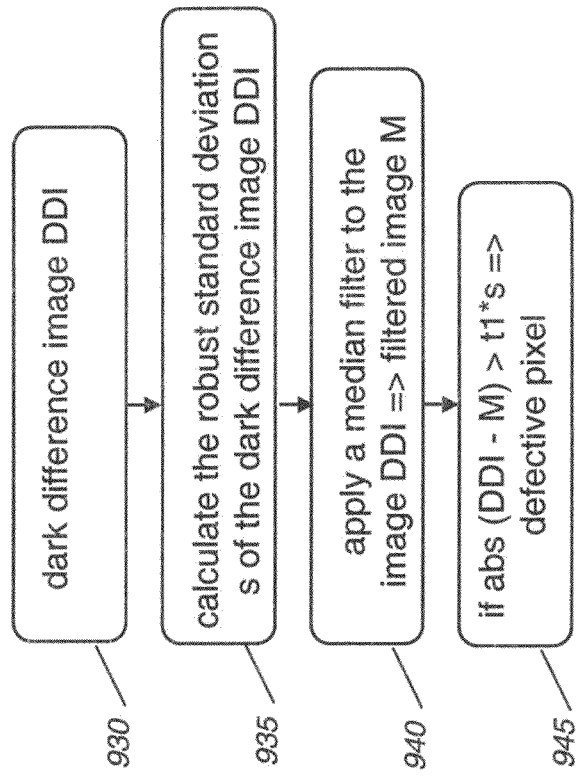 dark difference image DDI
930
calculate the robust standard deviation
s of the dark difference image DDI
935
apply a median filter to the
image DDI => filtered image M
940
if abs (DDI - M) > t1*s =>
defective pixel
945